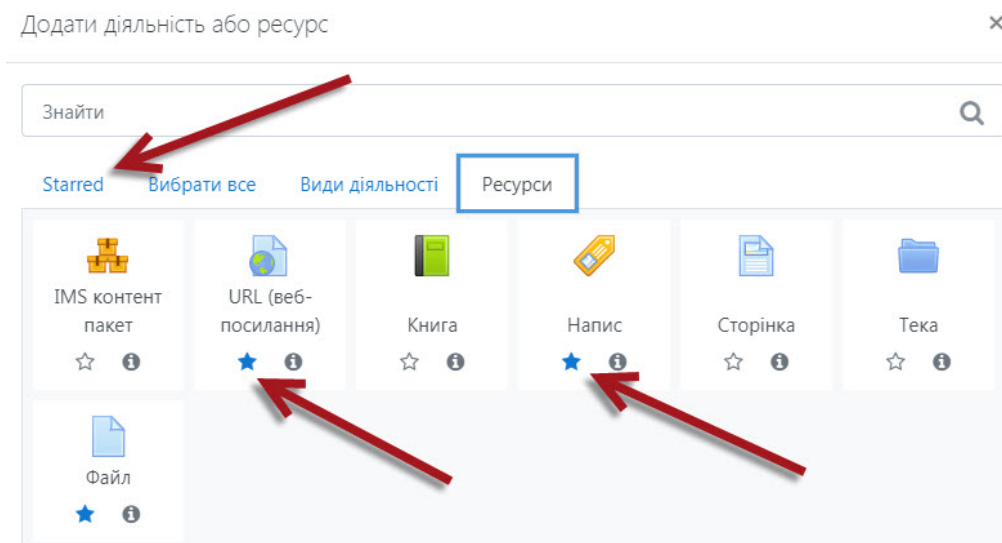 Додати діяльність або ресурс
Знайти
Starred Вибрати все Види діяльності Ресурси
IMS контент
пакет
URL (веб-
посилання)
Книга
Напис
Сторінка
Тека
Файл